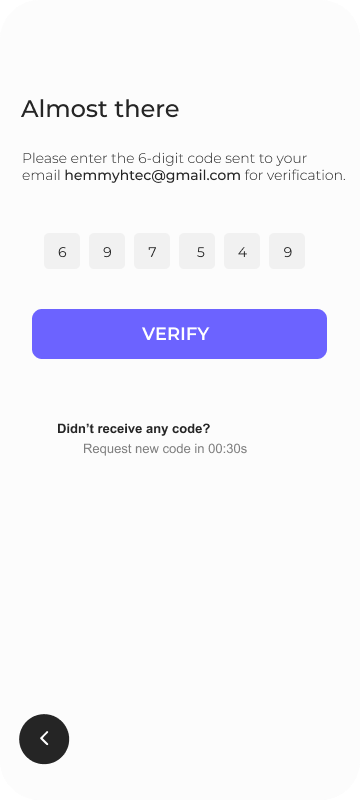 Almost there
Please enter the 6-digit code sent to your
email hemmyhtec@gmail.com for verification.
6 9 7 5 4 9
VERIFY
Didn't receive any code?
Request new code in 00:30s